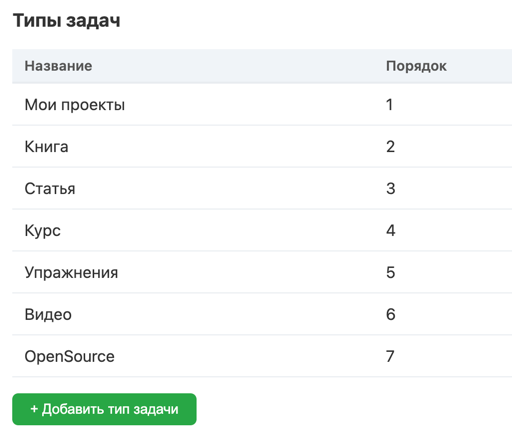 Типы задач
Название Порядок
Мои проекты 1
Книга 2
Статья 3
Курс 4
Упражнения 5
Видео 6
OpenSource 7
+ Добавить тип задачи